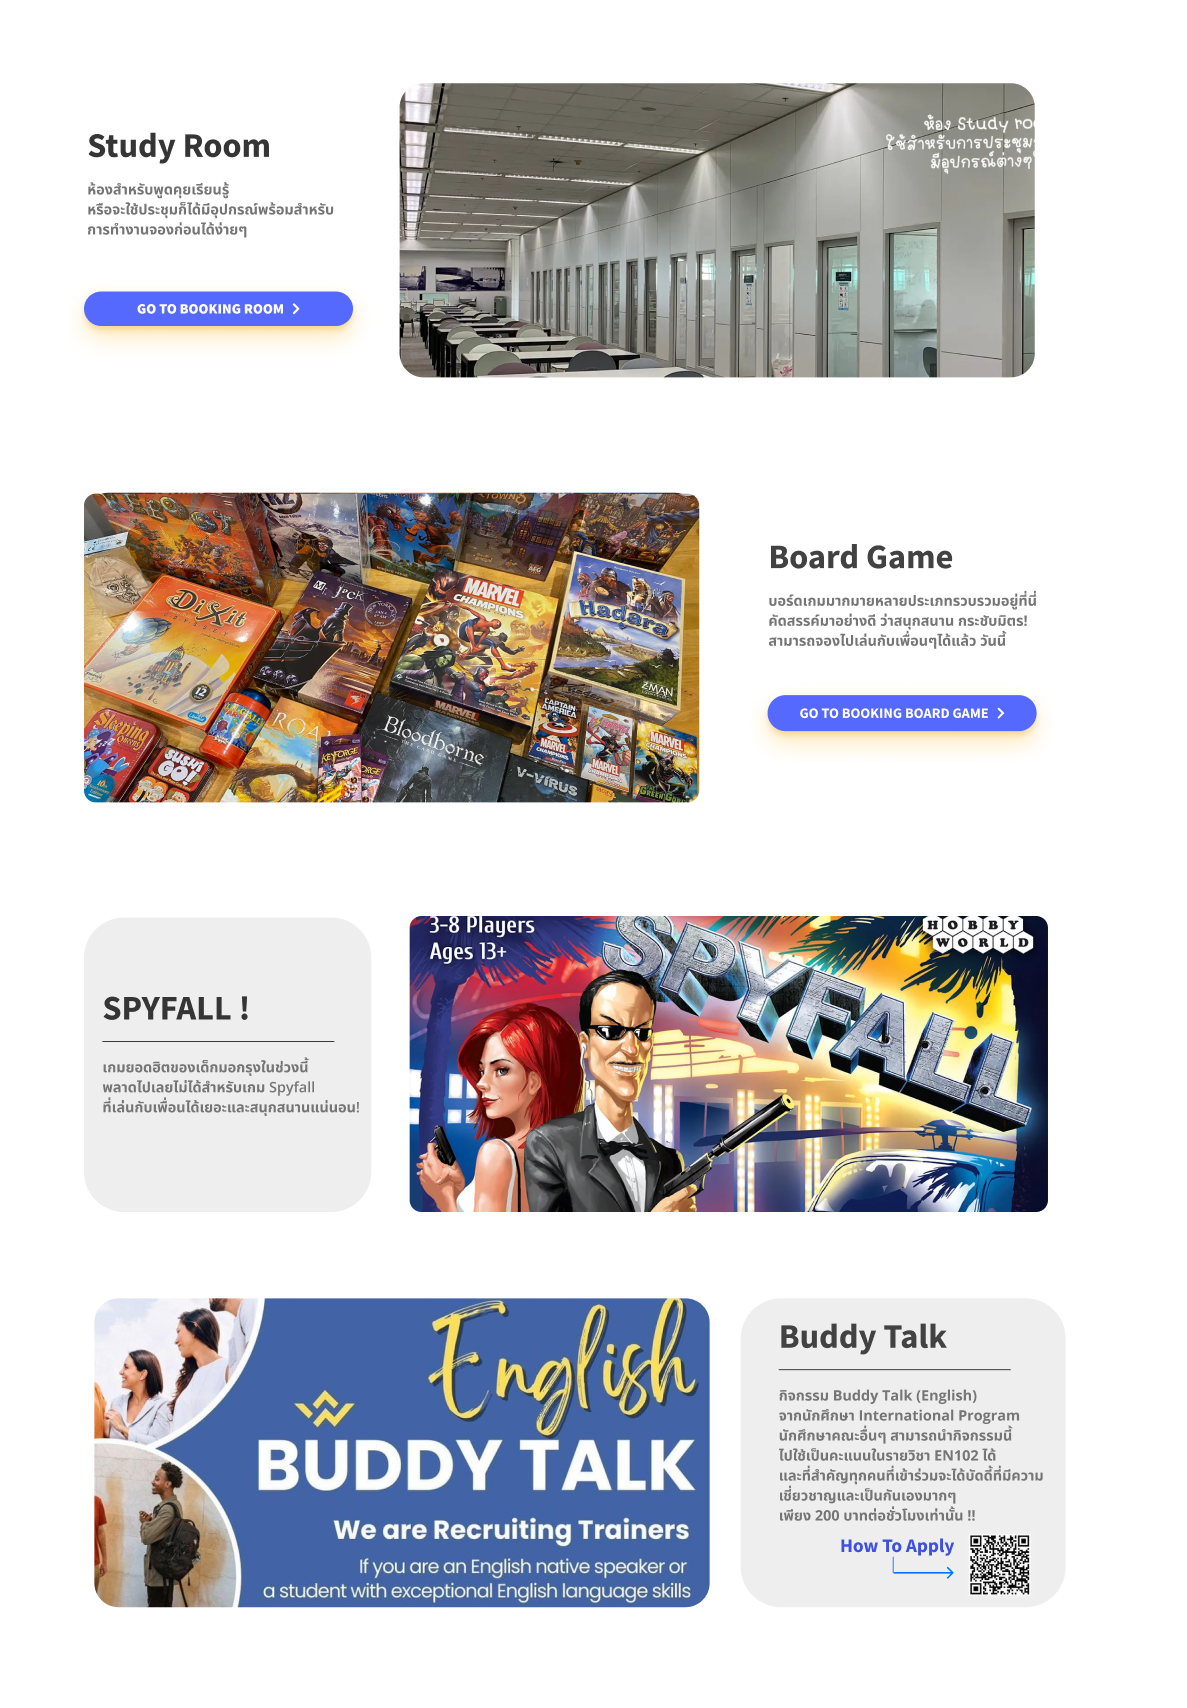 Study Room
ห้องสำหรับพูดคุยเรียนรู้
หรือจะใช้ประชุมก็ได้มีอุปกรณ์พร้อมสำหรับ
การทำงานจองก่อนได้ง่ายๆ
GO TO BOOKING ROOM
ห้อง Study roo
ใช้สำหรับการประชุม
มีอุปกรณ์ต่างๆ
DiXit
ODYSSEY
12
Mr. Jack
MARVEL
CHAMPIONS
Hadara
Z-MAN
AEG
Sleeping
Queens
SUSHI
GO!
ROAM
KEYFORGE
MARVEL
Bloodborne
THE CARD GAME
V-VIRUS
CAPTAIN
AMERICA
MARVEL
CHAMPIONS
MARVEL
CHAMPIONS
MARVEL
CHAMPIONS
GREEN GOBLIN
Board Game
บอร์ดเกมมากมายหลายประเภทรวบรวมอยู่ที่นี่
คัดสรรค์มาอย่างดี ว่าสนุกสนาน กระชับมิตร!
สามารถจองไปเล่นกับเพื่อนๆได้แล้ว วันนี้
GO TO BOOKING BOARD GAME
SPYFALL !
เกมยอดฮิตของเด็กมอกรุงในช่วงนี้
พลาดไปเลยไม่ได้สำหรับเกม Spyfall
ที่เล่นกับเพื่อนได้เยอะและสนุกสนานแน่นอน!
3-8 Players
Ages 13+
SPYFALL
HOBBY
WORLD
English
BUDDY TALK
We are Recruiting Trainers
If you are an English native speaker or
a student with exceptional English language skills
Buddy Talk
กิจกรรม Buddy Talk (English)
จากนักศึกษา International Program
นักศึกษาคณะอื่นๆ สามารถนำกิจกรรมนี้
ไปใช้เป็นคะแนนในรายวิชา EN102 ได้
และที่สำคัญทุกคนที่เข้าร่วมจะได้บัดดี้ที่มีความ
เชี่ยวชาญและเป็นกันเองมากๆ
เพียง 200 บาทต่อชั่วโมงเท่านั้น !!
How To Apply